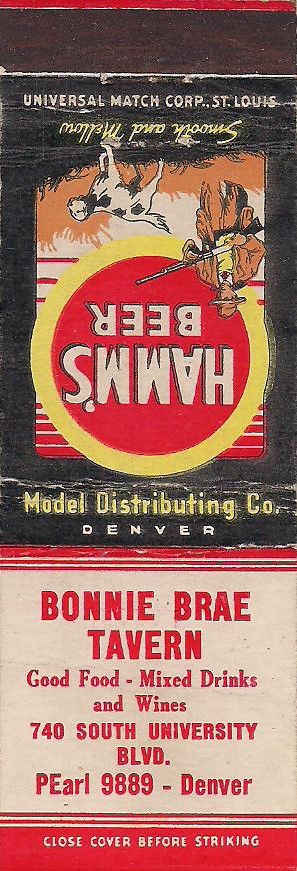 UNIVERSAL MATCH CORP., ST. LOUIS
Smooth and Mellow
HAMM'S
BEER
Model Distributing Co.
DENVER
BONNIE BRAE
TAVERN
Good Food - Mixed Drinks
and Wines
740 SOUTH UNIVERSITY
BLVD.
PEarl 9889 - Denver
CLOSE COVER BEFORE STRIKING